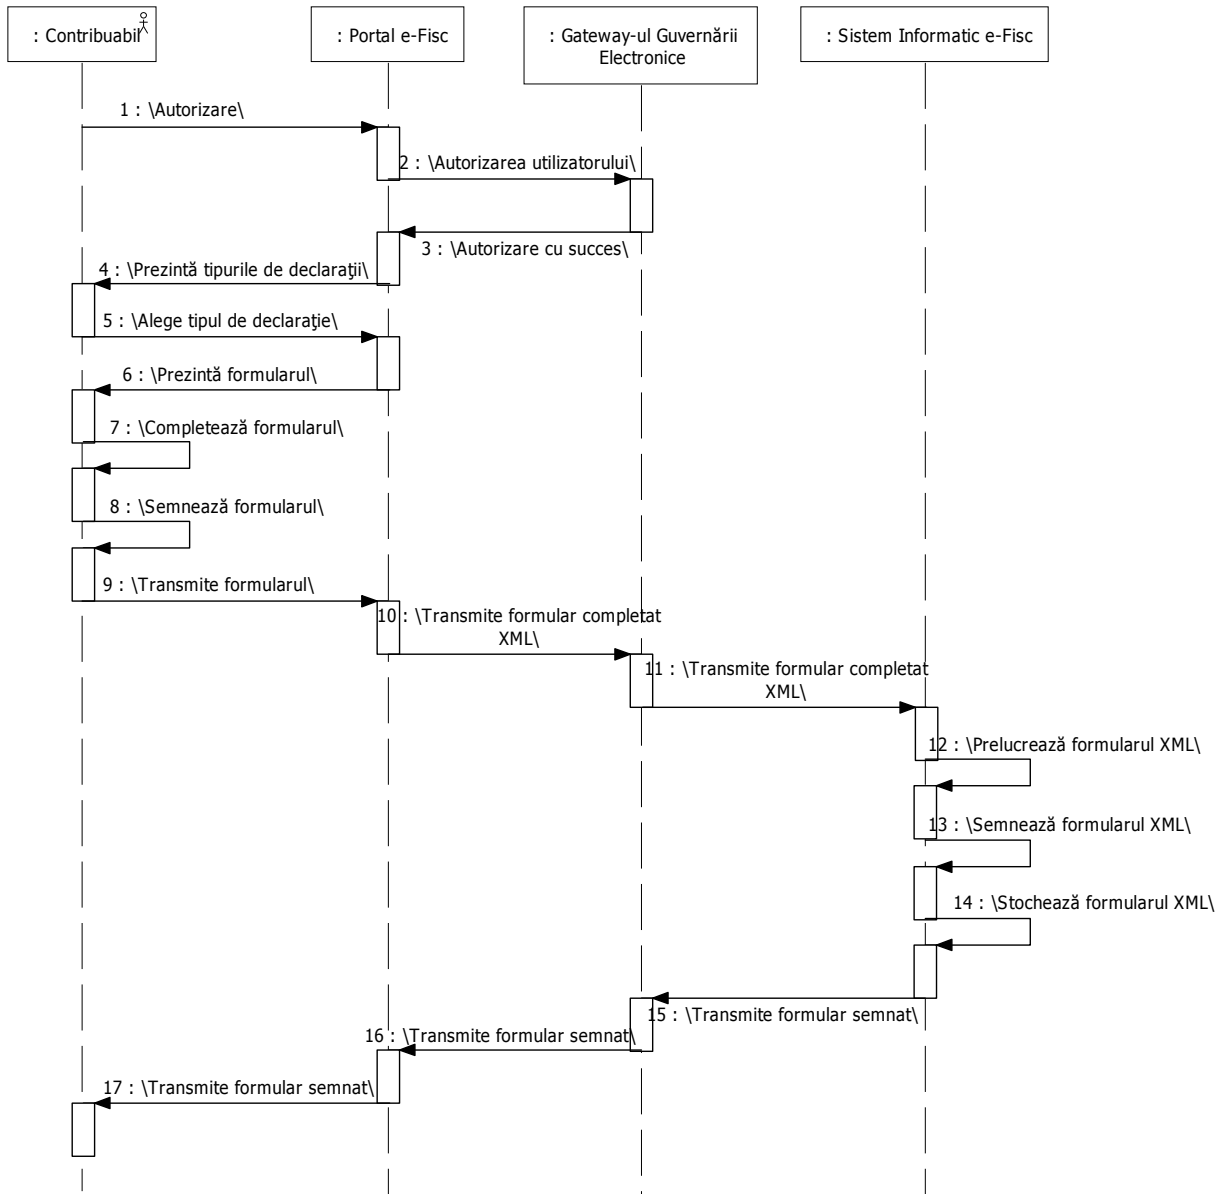 : Contribuabil
: Portal e-Fisc
: Gateway-ul Guvernării
Electronice
: Sistem Informatic e-Fisc
1 : \Autorizare\
2 : \Autorizarea utilizatorului\
3 : \Autorizare cu succes\
4 : \Prezintă tipurile de declaraţii\
5 : \Alege tipul de declaraţie\
6 : \Prezintă formularul\
7 : \Completează formularul\
8 : \Semnează formularul\
9 : \Transmite formularul\
10 : \Transmite formular completat
XML\
11 : \Transmite formular completat
XML\
12 : \Prelucrează formularul XML\
13 : \Semnează formularul XML\
14 : \Stochează formularul XML\
15 : \Transmite formular semnat\
16 : \Transmite formular semnat\
17 : \Transmite formular semnat\